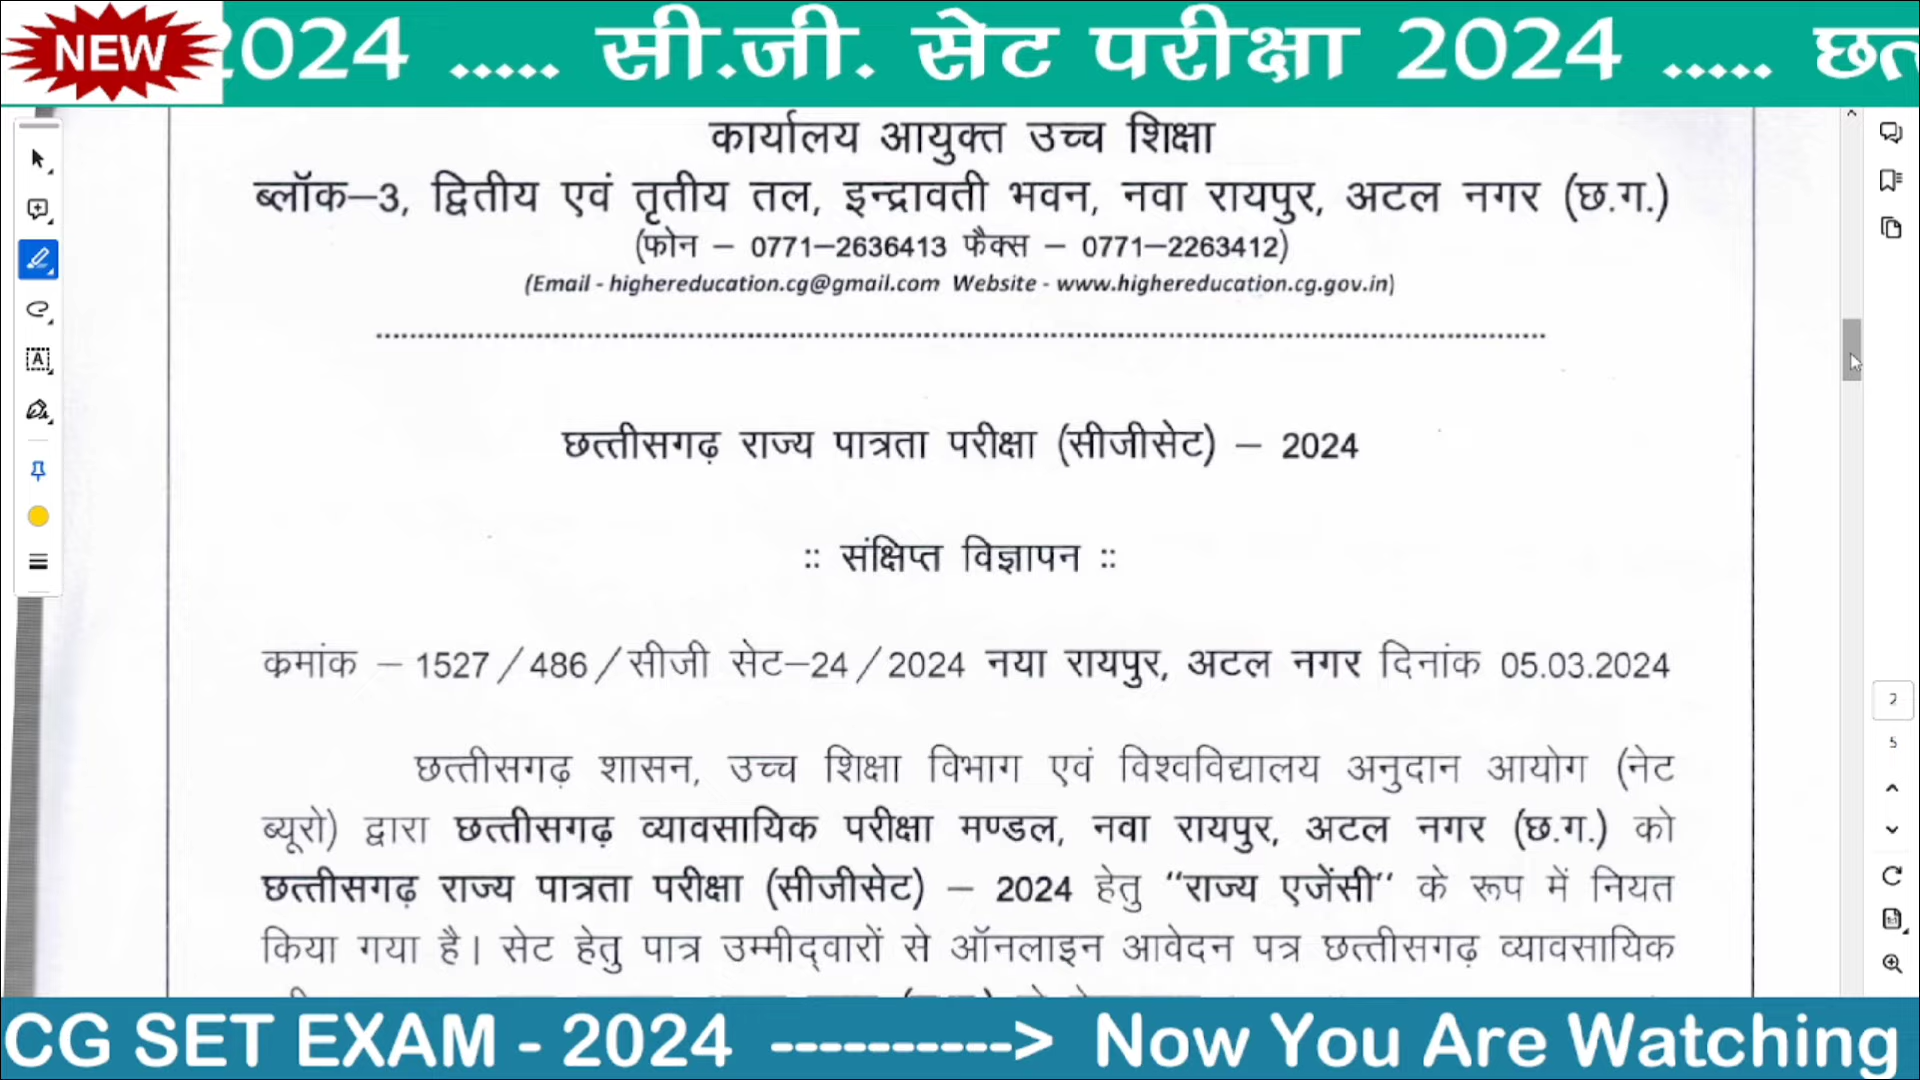 NEW
2024 ..... सी.जी. सेट परीक्षा 2024 ..... छत्त
कार्यालय आयुक्त उच्च शिक्षा
ब्लॉक–3, द्वितीय एवं तृतीय तल, इन्द्रावती भवन, नवा रायपुर, अटल नगर (छ.ग.)
(फोन – 0771–2636413 फैक्स – 0771–2263412)
(Email - highereducation.cg@gmail.com Website - www.highereducation.cg.gov.in)
छत्तीसगढ़ राज्य पात्रता परीक्षा (सीजीसेट) – 2024
:: संक्षिप्त विज्ञापन ::
क्रमांक – 1527/486/सीजी सेट–24/2024 नया रायपुर, अटल नगर दिनांक 05.03.2024
छत्तीसगढ़ शासन, उच्च शिक्षा विभाग एवं विश्वविद्यालय अनुदान आयोग (नेट
ब्यूरो) द्वारा छत्तीसगढ़ व्यावसायिक परीक्षा मण्डल, नवा रायपुर, अटल नगर (छ.ग.) को
छत्तीसगढ़ राज्य पात्रता परीक्षा (सीजीसेट) – 2024 हेतु "राज्य एजेंसी" के रूप में नियत
किया गया है। सेट हेतु पात्र उम्मीद्वारों से ऑनलाइन आवेदन पत्र छत्तीसगढ़ व्यावसायिक
2
5
CG SET EXAM - 2024 ----------> Now You Are Watching